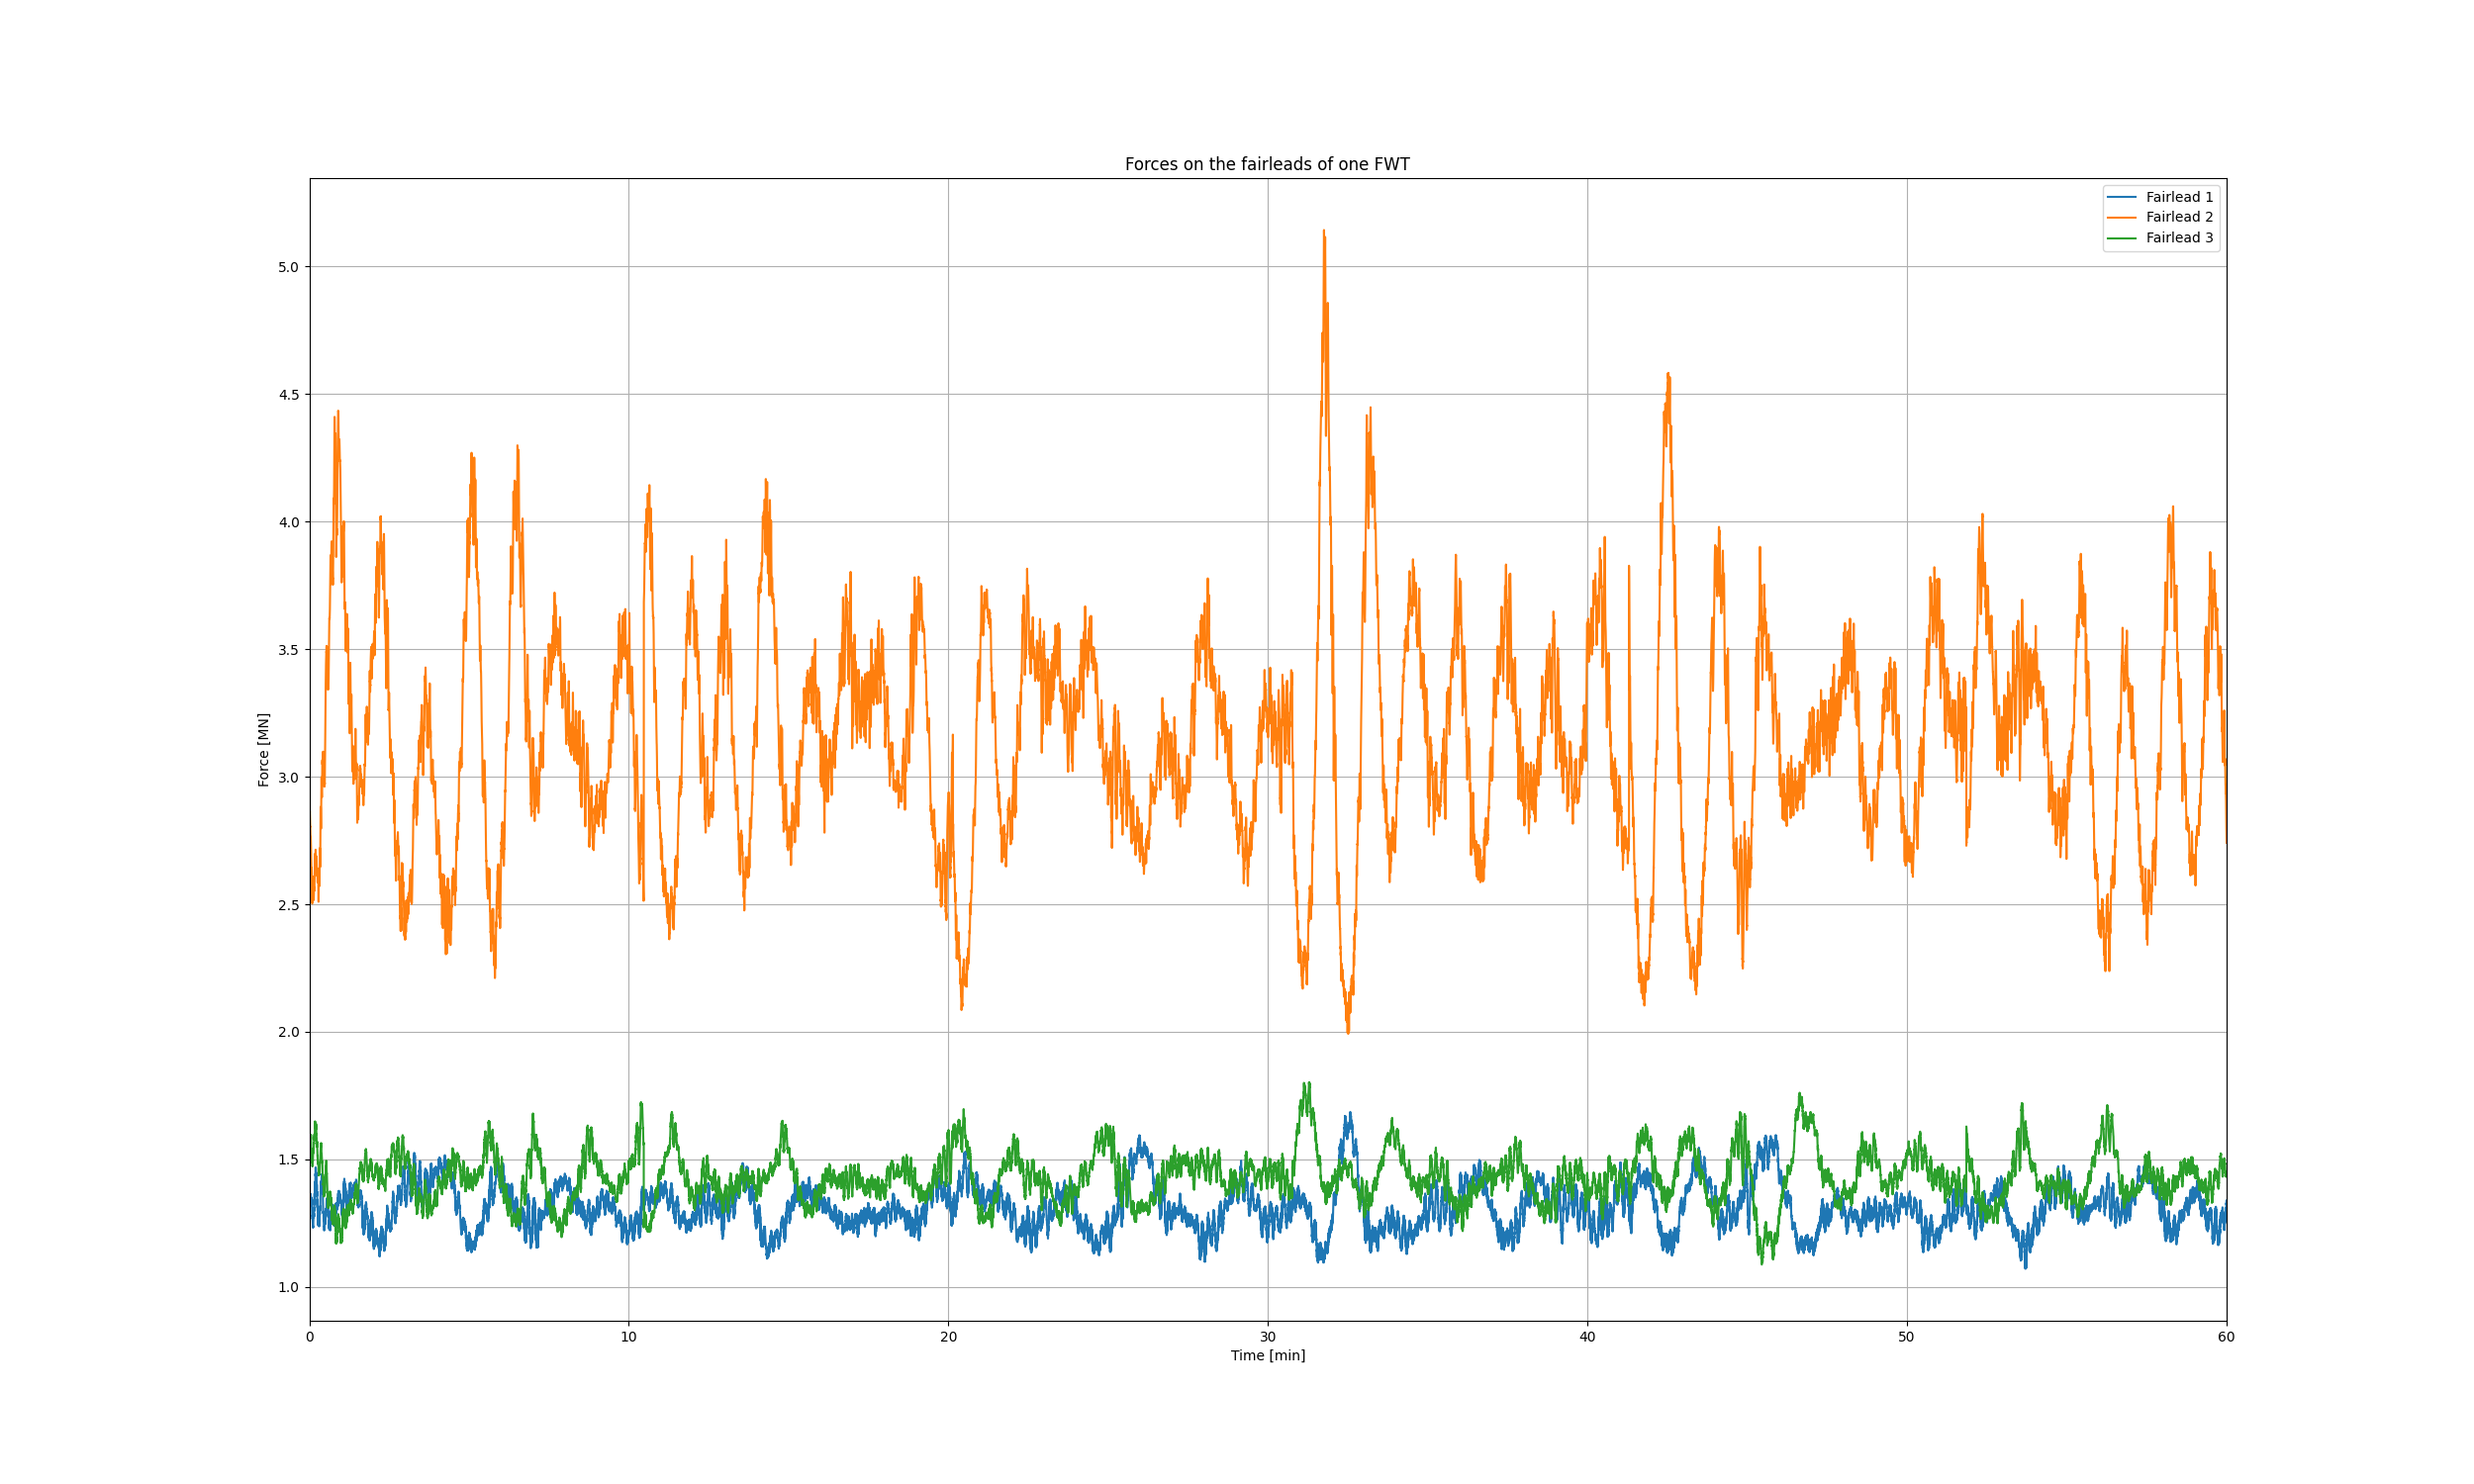 Forces on the fairleads of one FWT
Fairlead 1
Fairlead 2
Fairlead 3
5.0
4.5
4.0
3.5
3.0
2.5
2.0
1.5
1.0
Force [MN]
0 10 20 30 40 50 60
Time [min]